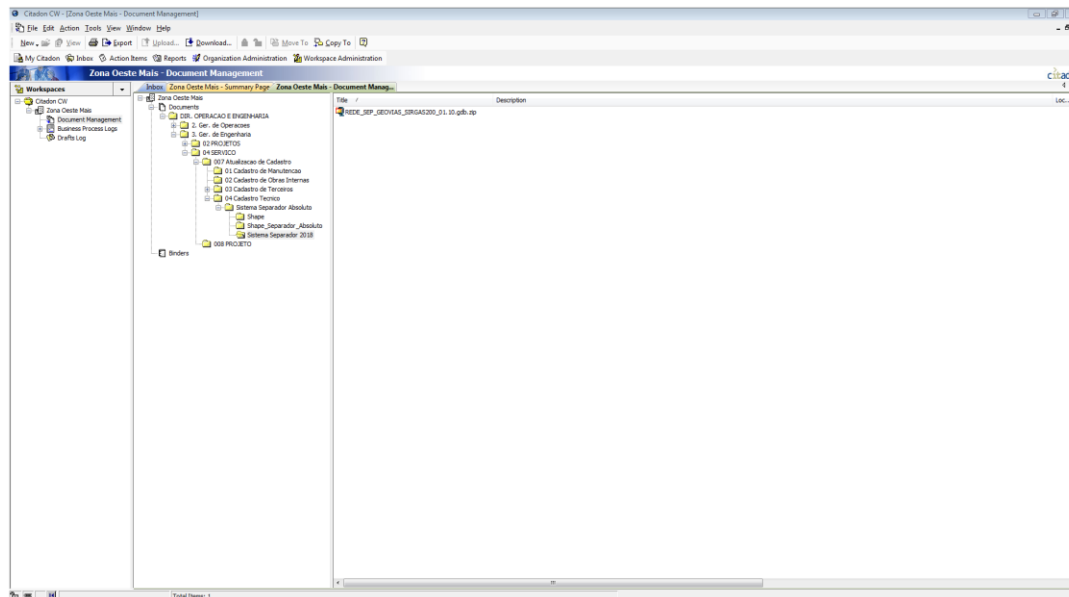 Citadon CW - [Zona Oeste Mais - Document Management]
File Edit Action Tools View Window Help
New View Export Upload... Download... Move To Copy To
My Citadon Inbox Action Items Reports Organization Administration Workspace Administration
Zona Oeste Mais - Document Management
Workspaces
Inbox Zona Oeste Mais - Summary Page Zona Oeste Mais - Document Manag...
Citadon CW
Zona Oeste Mais
Document Management
Business Process Logs
Drafts Log
Zona Oeste Mais
Documents
DIR. OPERACAO E ENGENHARIA
2. Ger. de Operacoes
3. Ger. de Engenharia
02 PROJETOS
04 SERVICO
007 Atualizacao de Cadastro
01 Cadastro de Manutencao
02 Cadastro de Obras Internas
03 Cadastro de Terceiros
04 Cadastro Tecnico
Sistema Separador Absoluto
Shape
Shape_Separador_Absoluto
Sistema Separador 2018
008 PROJETO
Binders
Title / Description Loc...
REDE_SEP_GEOVIAS_SIRGAS200_01.10.gdb.zip
Total Items: 1